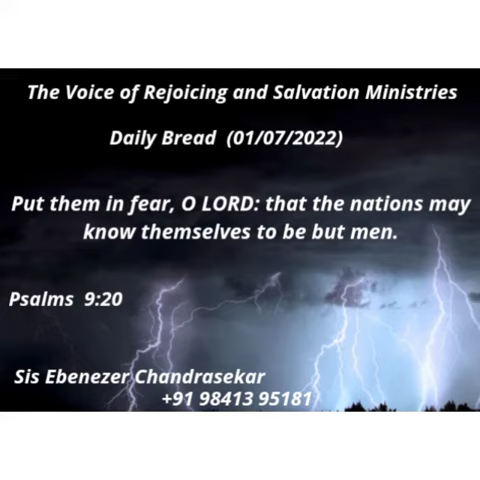 The Voice of Rejoicing and Salvation Ministries
Daily Bread (01/07/2022)
Put them in fear, O LORD: that the nations may
know themselves to be but men.
Psalms 9:20
Sis Ebenezer Chandrasekar
+91 98413 95181